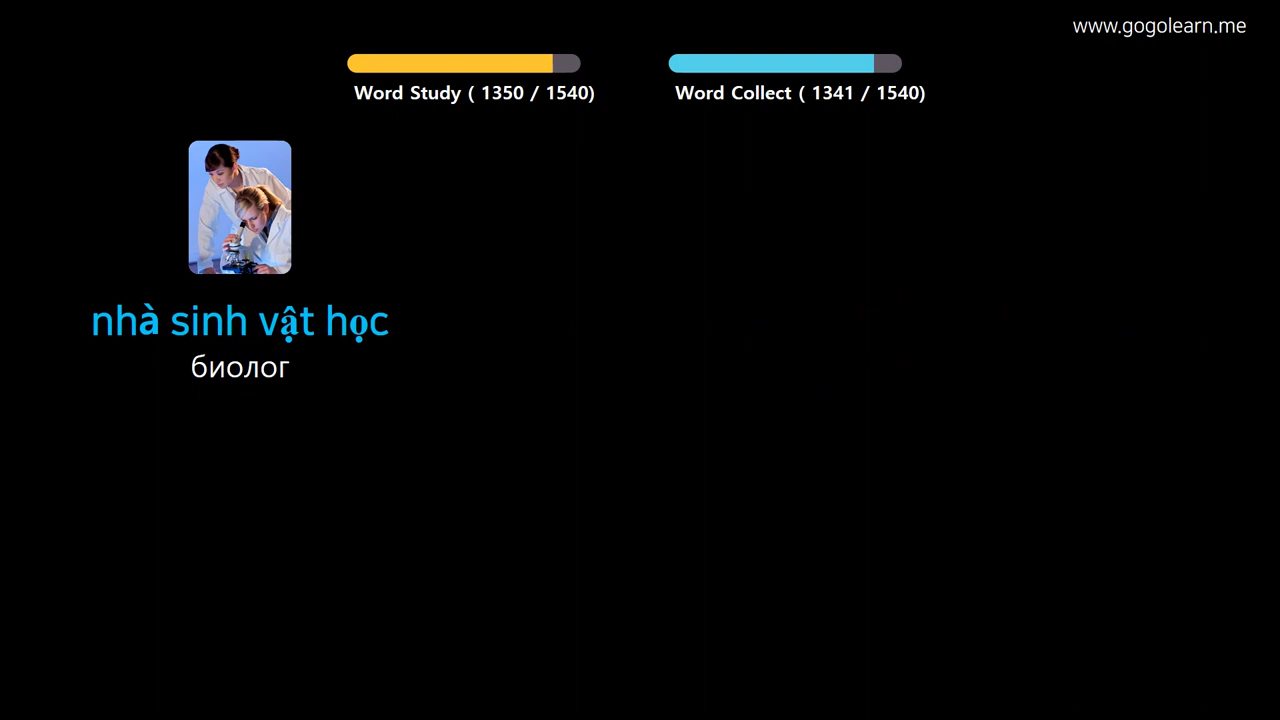 www.gogolearn.me
Word Study ( 1350 / 1540)
Word Collect ( 1341 / 1540)
nhà sinh vật học
биолог